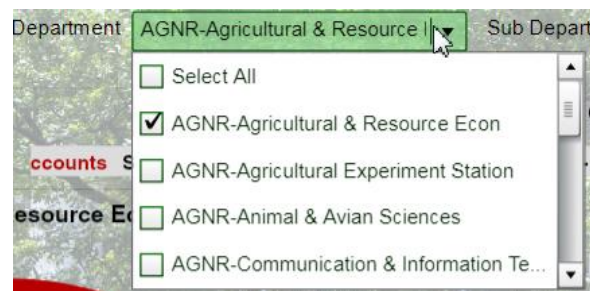 Department AGNR-Agricultural & Resource Sub Depart
Select All
AGNR-Agricultural & Resource Econ
AGNR-Agricultural Experiment Station
ccounts S
AGNR-Animal & Avian Sciences
esource Ec
AGNR-Communication & Information Te...